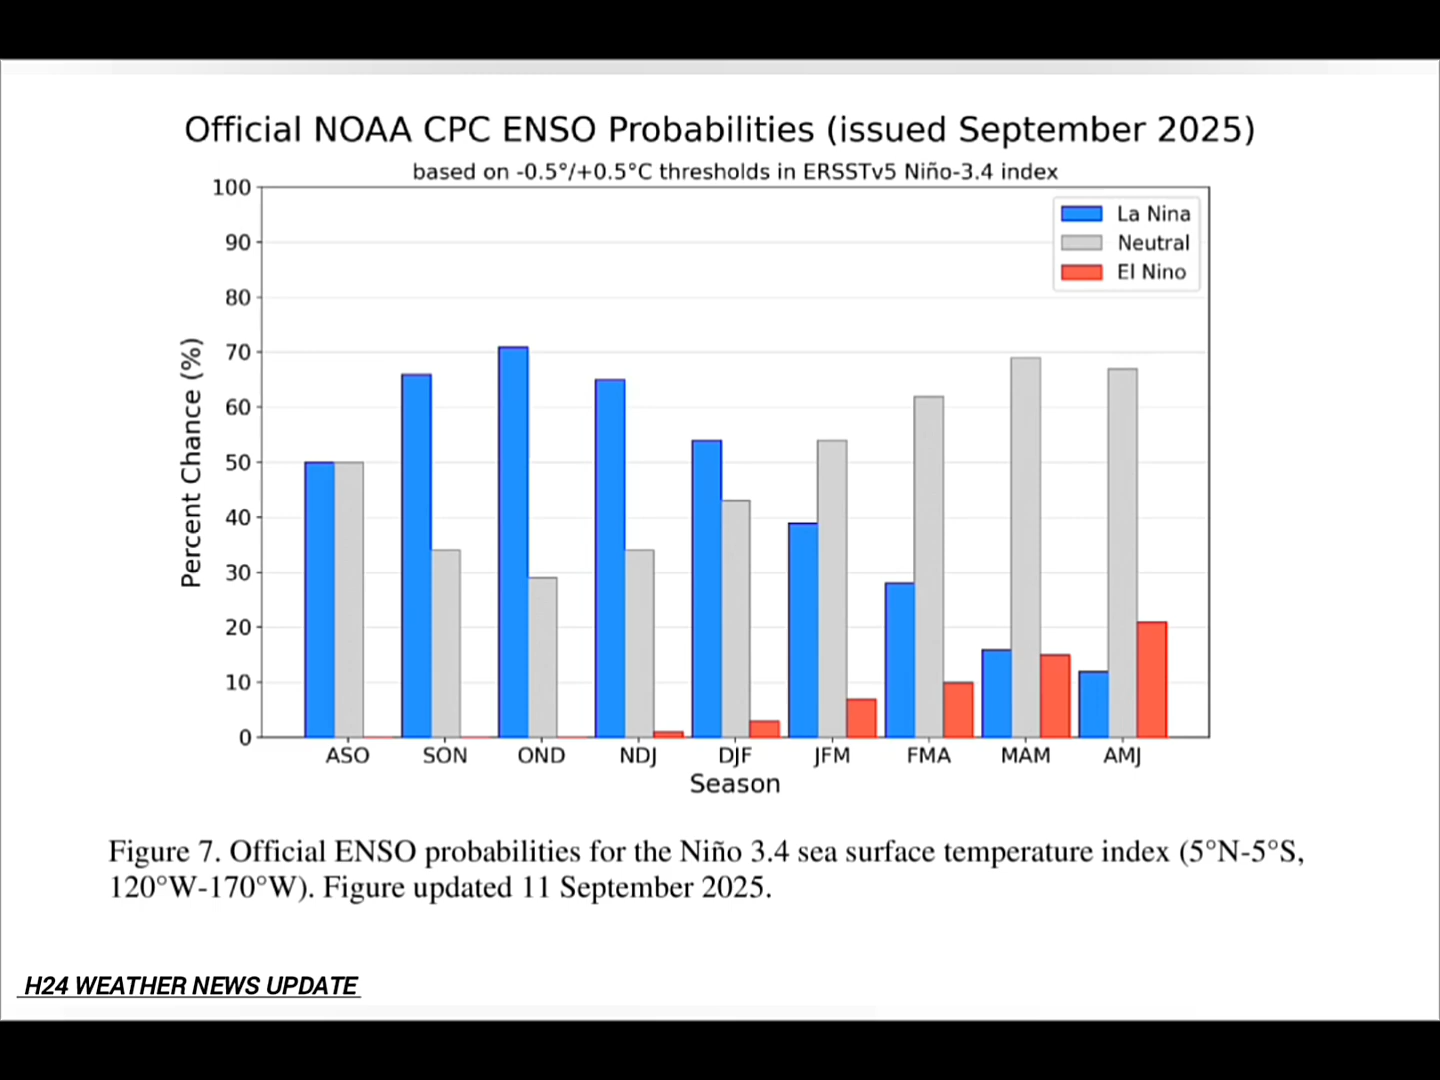 Official NOAA CPC ENSO Probabilities (issued September 2025)
based on -0.5°/+0.5°C thresholds in ERSSTv5 Niño-3.4 index
La Nina
Neutral
El Nino
Percent Chance (%)
100
90
80
70
60
50
40
30
20
10
0
ASO SON OND NDJ DJF JFM FMA MAM AMJ
Season
Figure 7. Official ENSO probabilities for the Niño 3.4 sea surface temperature index (5°N-5°S,
120°W-170°W). Figure updated 11 September 2025.
H24 WEATHER NEWS UPDATE